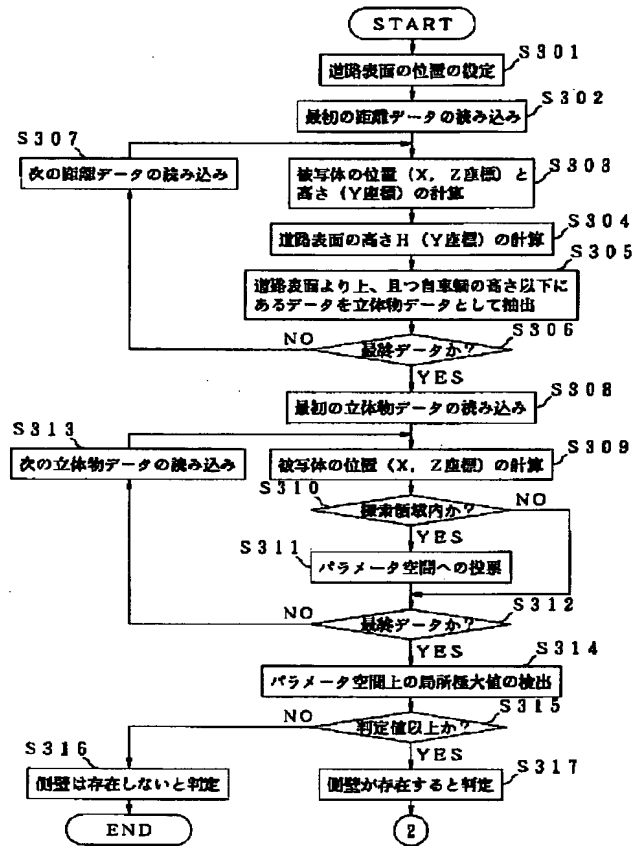 START
S301
道路表面の位置の設定
S302
最初の距離データの読み込み
S307
次の距離データの読み込み
S303
被写体の位置(X, Z座標)と
高さ(Y座標)の計算
S304
道路表面の高さH(Y座標)の計算
S305
道路表面より上、且つ自車輌の高さ以下に
あるデータを立体物データとして抽出
S306
NO
最終データか?
YES
S308
最初の立体物データの読み込み
S313
次の立体物データの読み込み
S309
被写体の位置(X, Z座標)の計算
S310
探索領域内か?
NO
YES
S311
パラメータ空間への投票
S312
NO
最終データか?
YES
S314
パラメータ空間上の局所極大値の検出
S315
NO
判定値以上か?
YES
S316
側壁は存在しないと判定
S317
側壁が存在すると判定
END
2